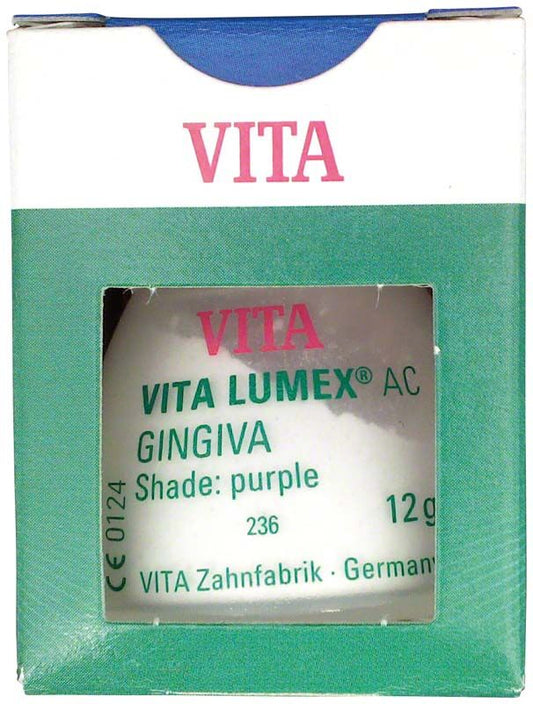 VITA
VITA
VITA LUMEX® AC
GINGIVA
Shade: purple
236
12g
VITA Zahnfabrik · German
CE 0124